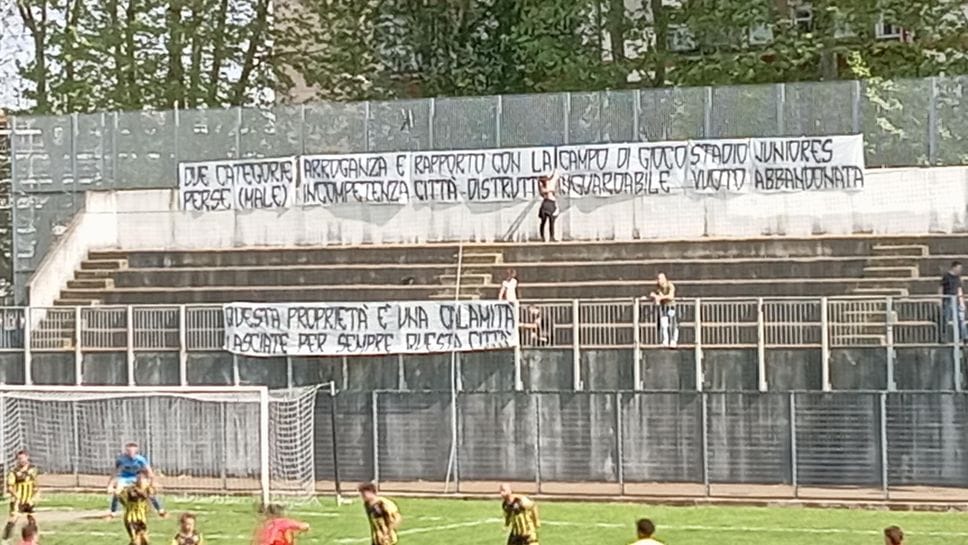 DUE CATEGORIE
PERSE (MALE)
ARROGANZA E
INCOMPETENZA
RAPPORTO CON LA
CITTÀ DISTRUTTO
CAMPO DI GIOCO
INGUARDABILE
STADIO
VUOTO
JUNIORES
ABBANDONATA
QUESTA PROPRIETÀ È UNA CALAMITÀ
LASCIATE PER SEMPRE QUESTA CITTÀ